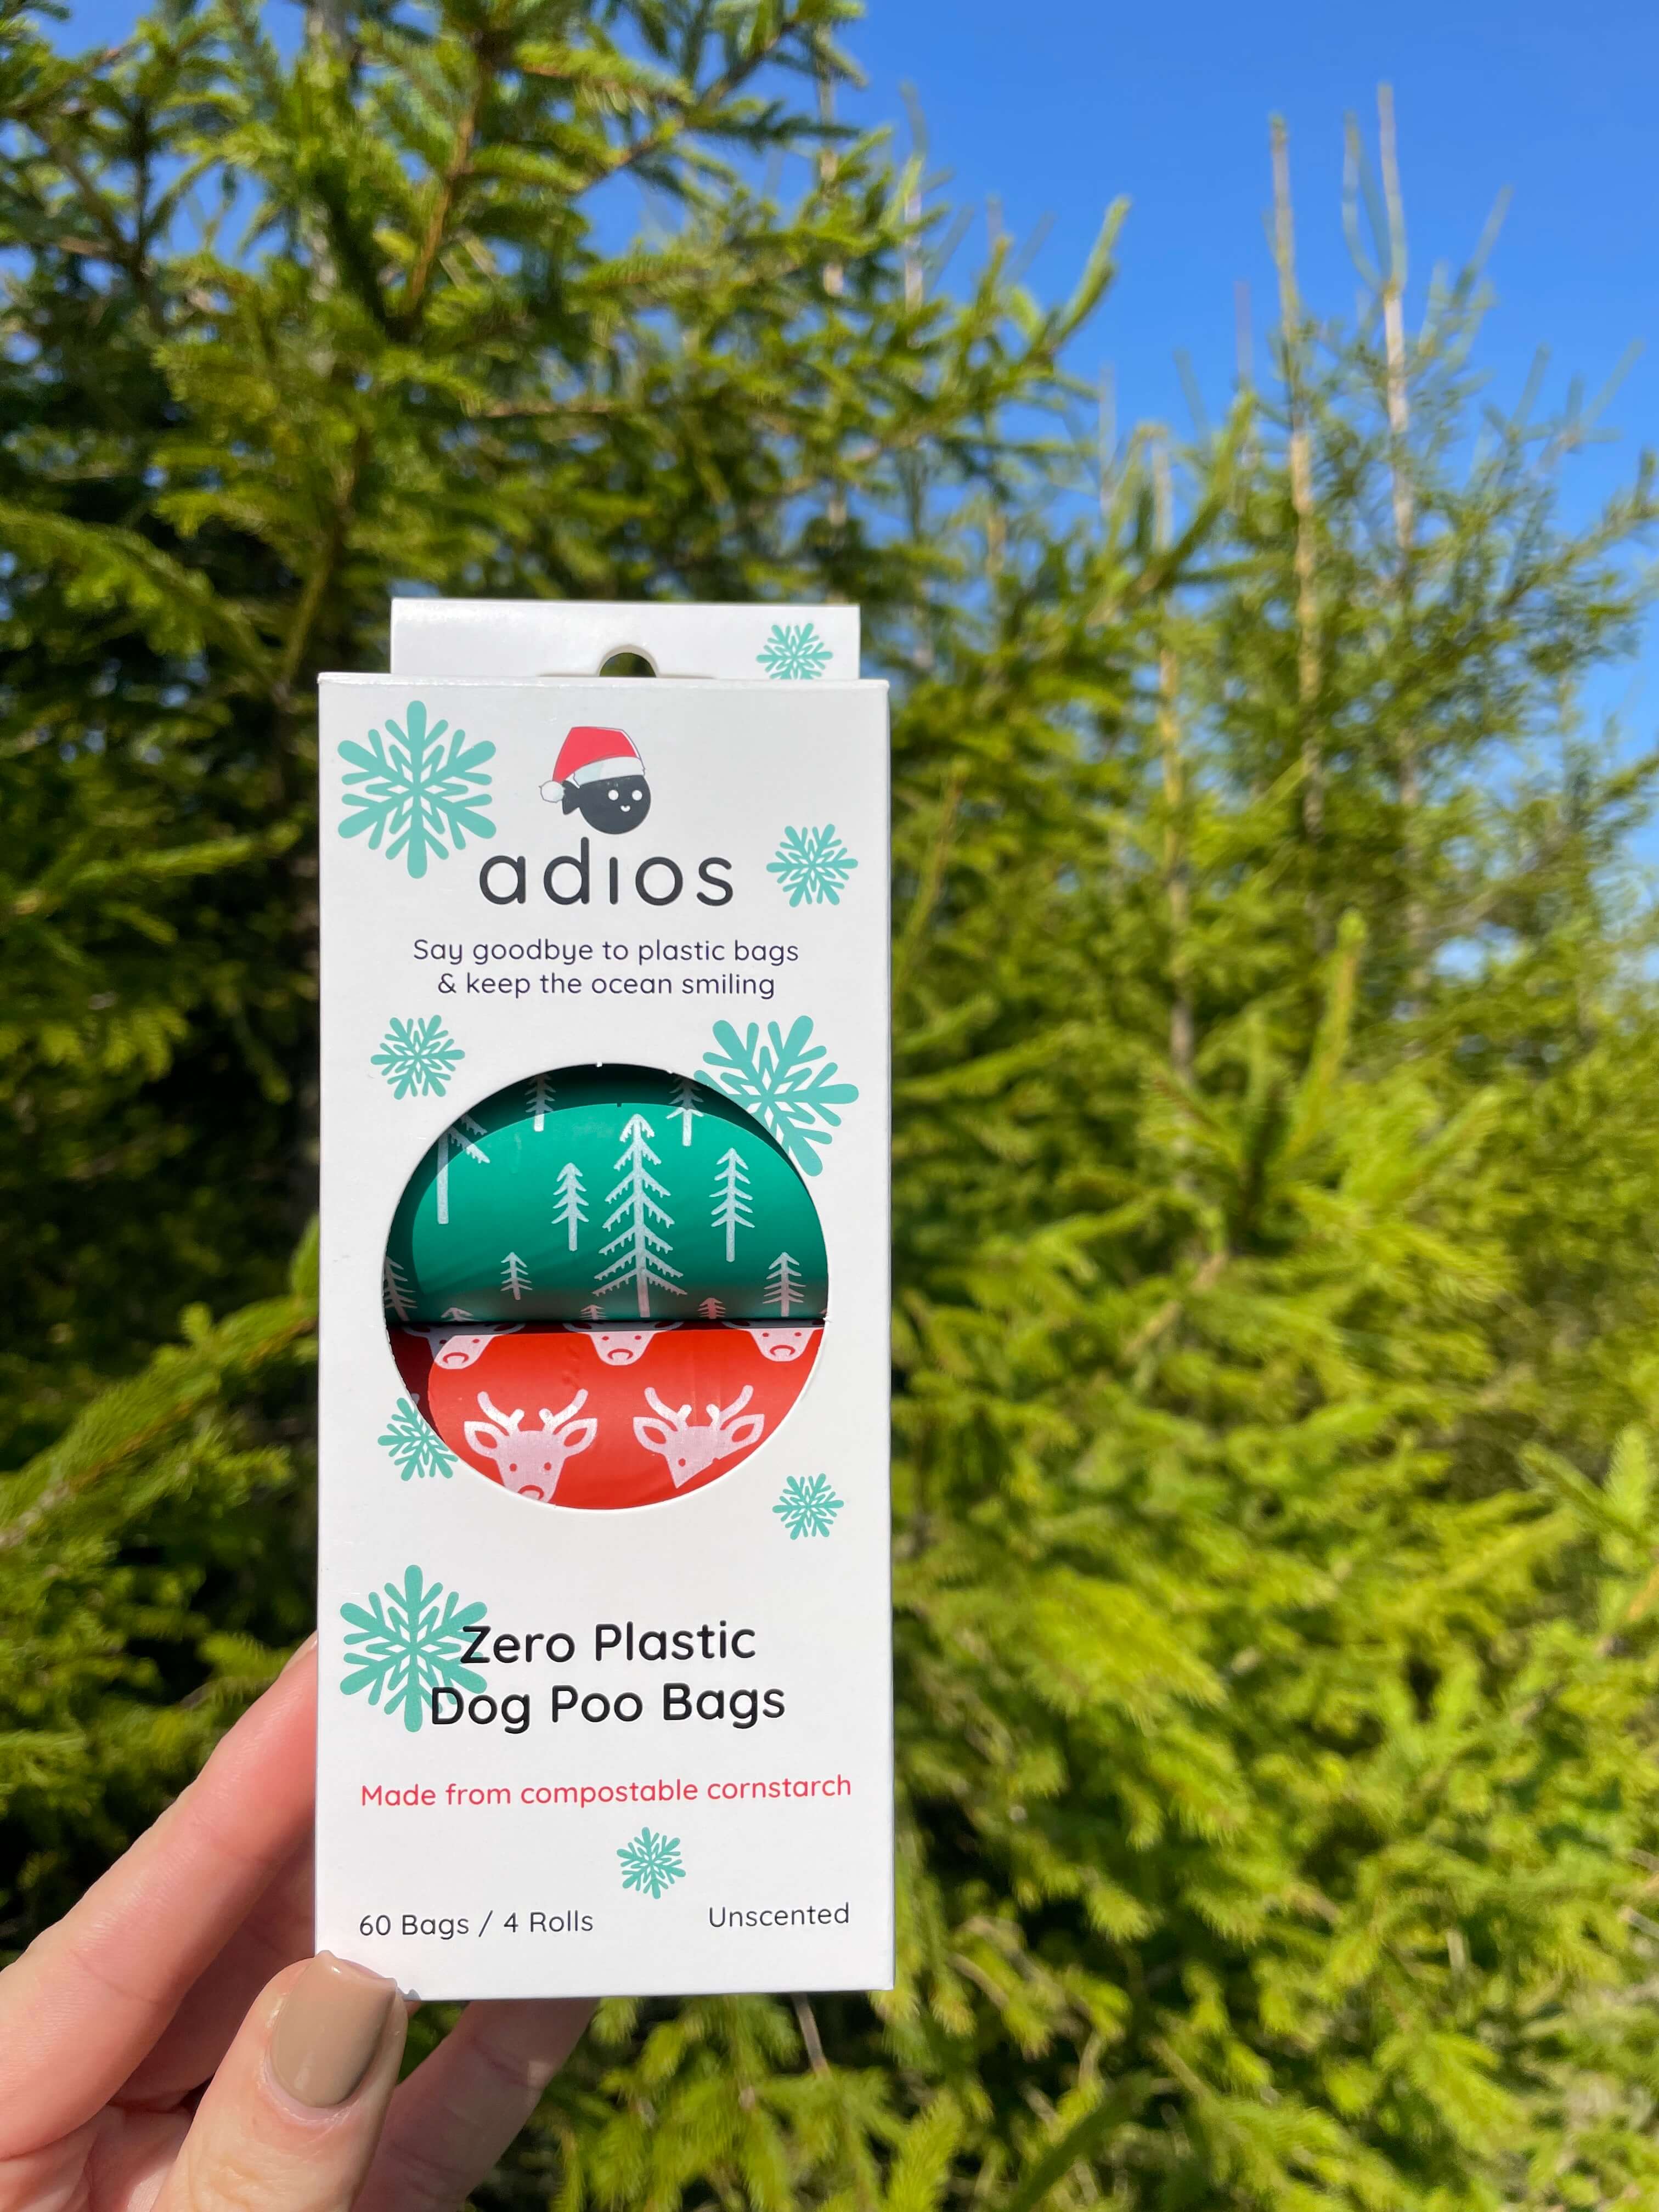 adios
Say goodbye to plastic bags
& keep the ocean smiling
Zero Plastic
Dog Poo Bags
Made from compostable cornstarch
60 Bags / 4 Rolls
Unscented